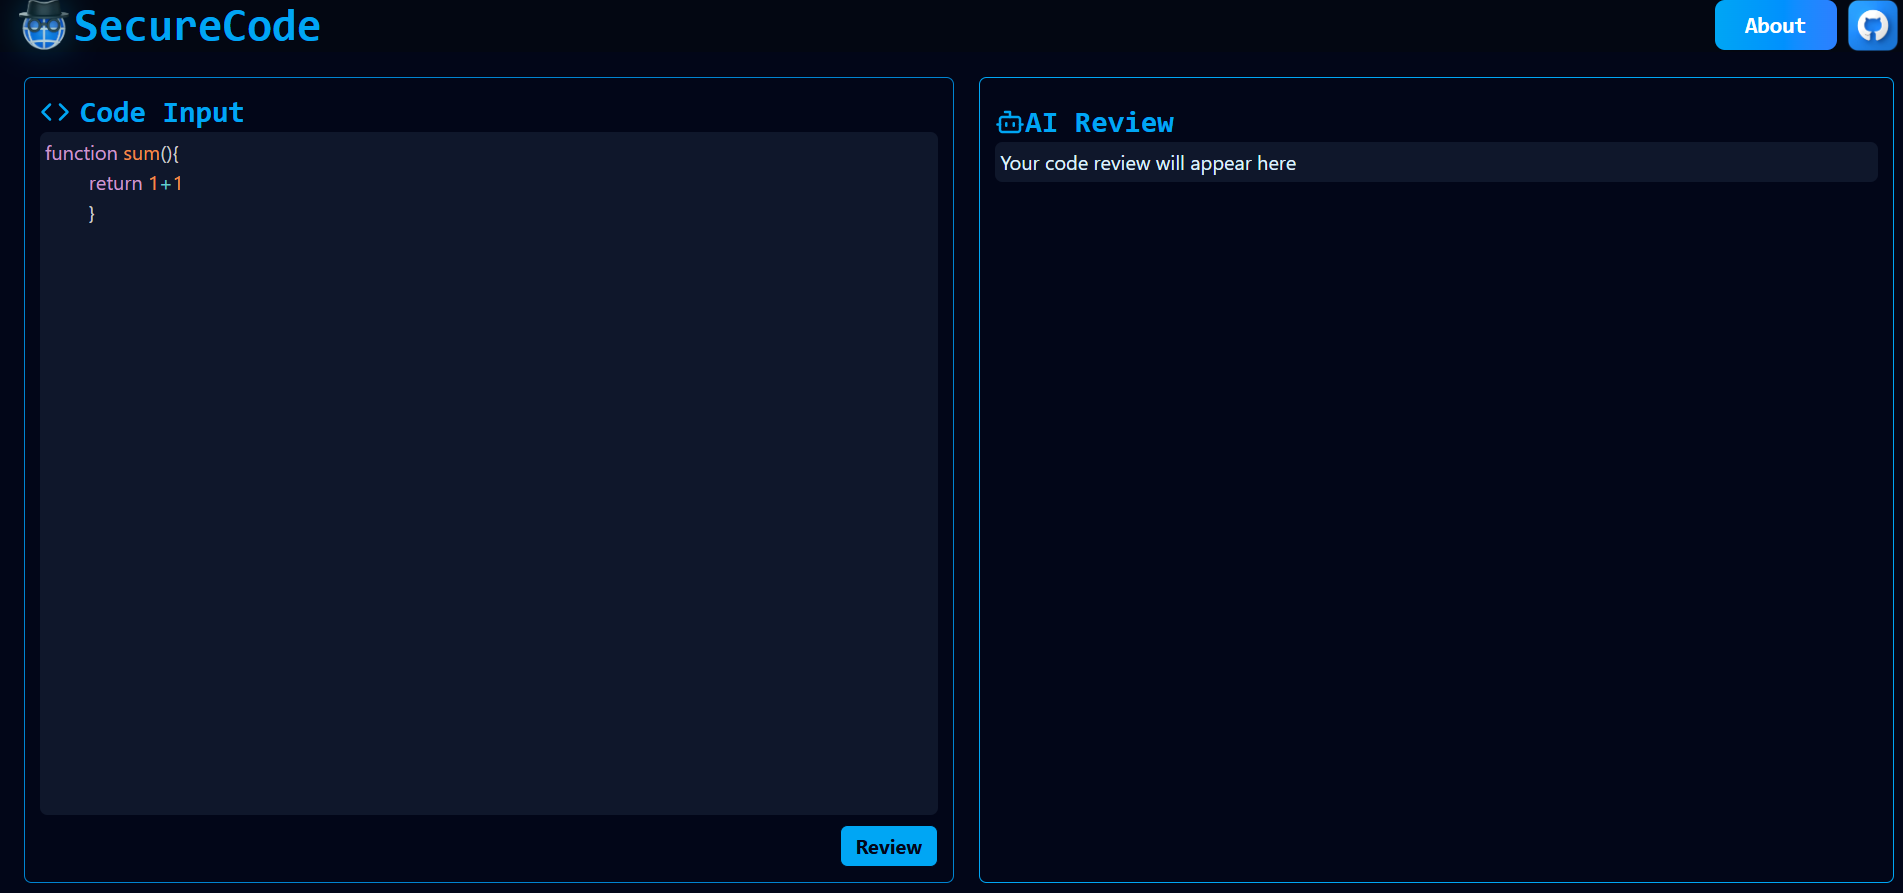 SecureCode
About
Code Input
function sum(){
return 1+1
}
Review
AI Review
Your code review will appear here